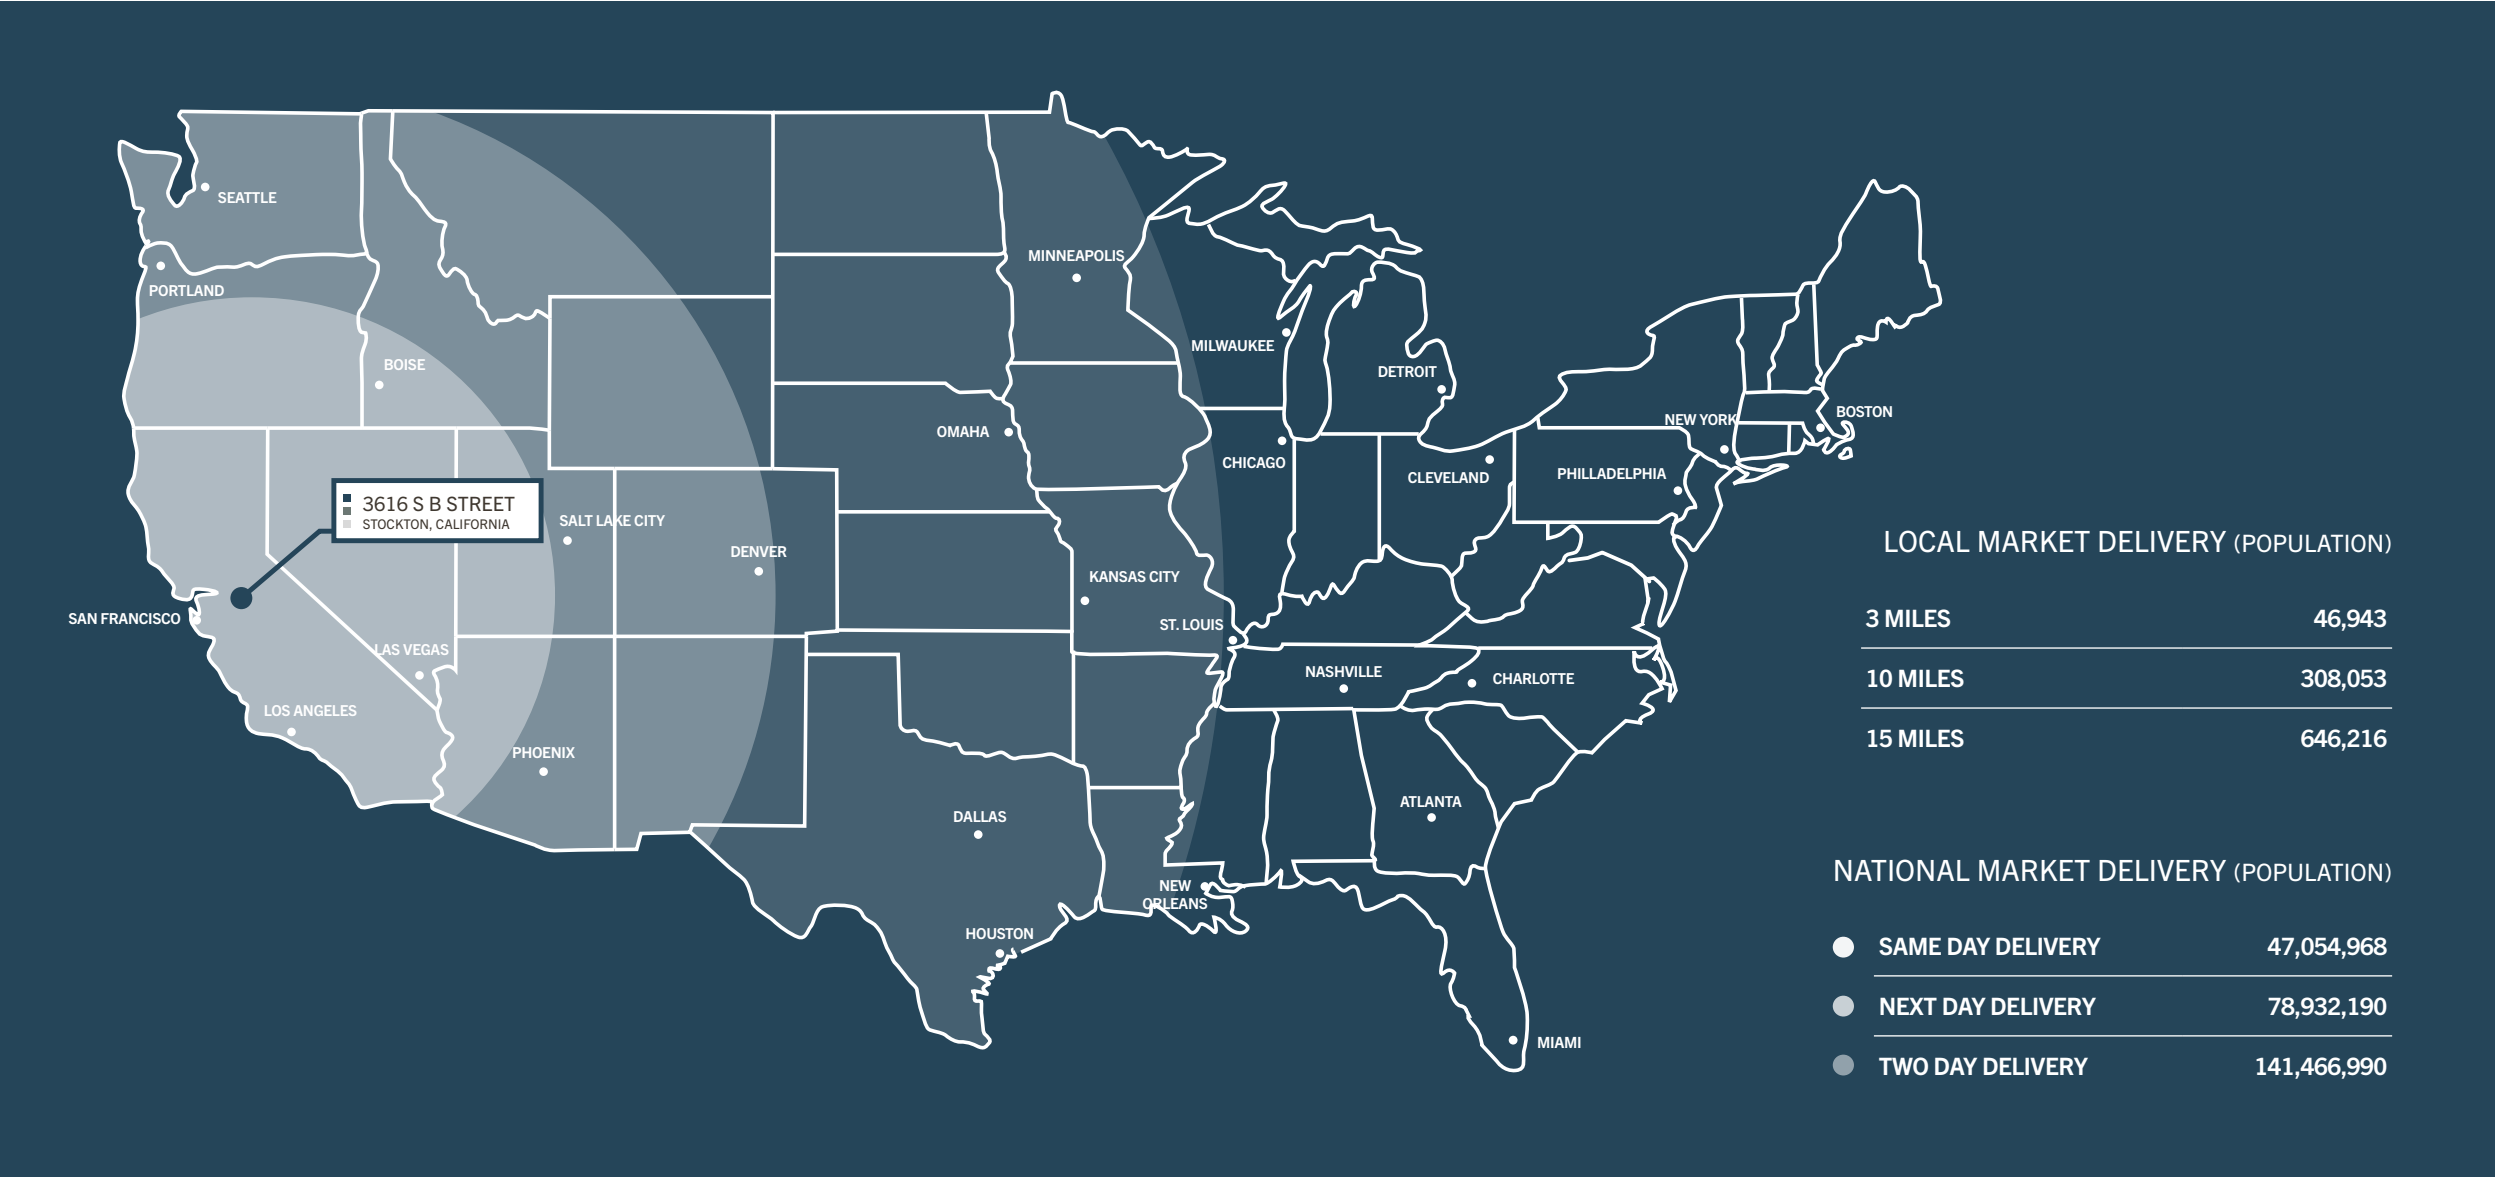 SEATTLE
PORTLAND
BOISE
MINNEAPOLIS
MILWAUKEE
DETROIT
NEW YORK
BOSTON
OMAHA
CHICAGO
CLEVELAND
PHILLADELPHIA
3616 S B STREET
STOCKTON, CALIFORNIA
SALT LAKE CITY
DENVER
KANSAS CITY
SAN FRANCISCO
ST. LOUIS
LAS VEGAS
NASHVILLE
CHARLOTTE
LOS ANGELES
PHOENIX
DALLAS
ATLANTA
NEW
ORLEANS
HOUSTON
MIAMI
LOCAL MARKET DELIVERY (POPULATION)
3 MILES 46,943
10 MILES 308,053
15 MILES 646,216
NATIONAL MARKET DELIVERY (POPULATION)
SAME DAY DELIVERY 47,054,968
NEXT DAY DELIVERY 78,932,190
TWO DAY DELIVERY 141,466,990